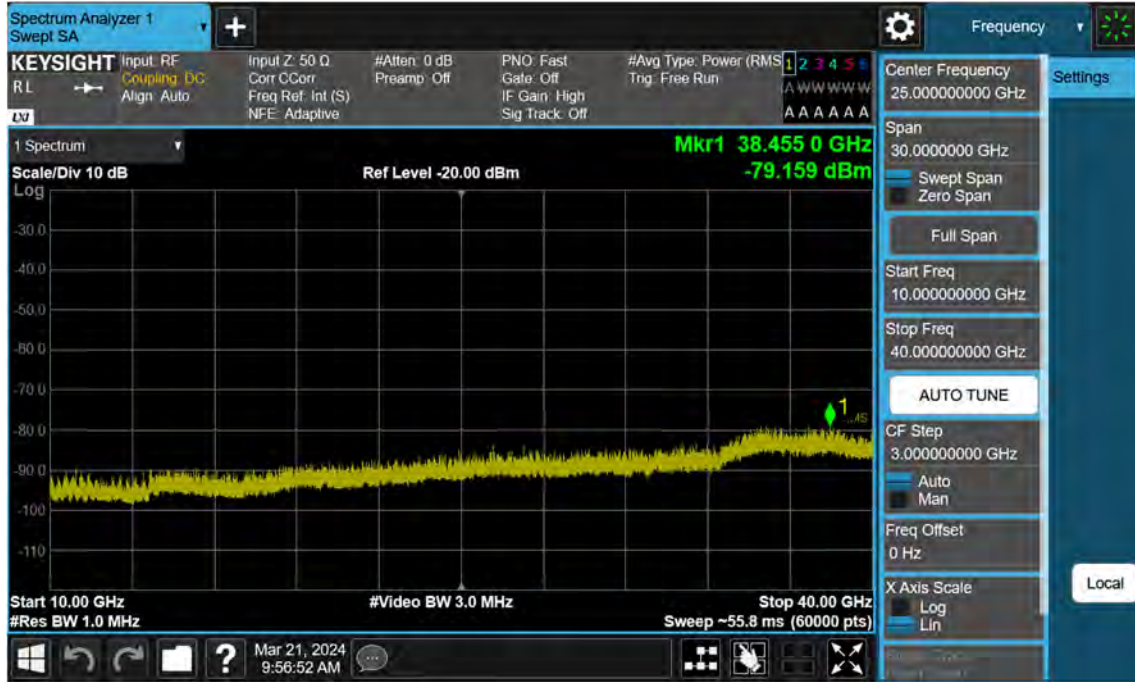 Spectrum Analyzer 1
Swept SA
Frequency
KEYSIGHT
RL
LXI
Input: RF
Coupling: DC
Align: Auto
Input Z: 50 Ω
Corr CCorr
Freq Ref: Int (S)
NFE: Adaptive
#Atten: 0 dB
Preamp: Off
PNO: Fast
Gate: Off
IF Gain: High
Sig Track: Off
#Avg Type: Power (RMS
Trig: Free Run
1 2 3 4 5 6
A W W W W W
A A A A A A
Center Frequency
25.000000000 GHz
Settings
1 Spectrum
Mkr1 38.455 0 GHz
-79.159 dBm
Scale/Div 10 dB
Ref Level -20.00 dBm
Log
Span
30.0000000 GHz
Swept Span
Zero Span
Full Span
Start Freq
10.000000000 GHz
Stop Freq
40.000000000 GHz
AUTO TUNE
CF Step
3.000000000 GHz
Auto
Man
Freq Offset
0 Hz
X Axis Scale
Log
Lin
Local
-30.0
-40.0
-50.0
-60.0
-70.0
-80.0
-90.0
-100
-110
1
Start 10.00 GHz
#Res BW 1.0 MHz
#Video BW 3.0 MHz
Stop 40.00 GHz
Sweep ~55.8 ms (60000 pts)
?
Mar 21, 2024
9:56:52 AM